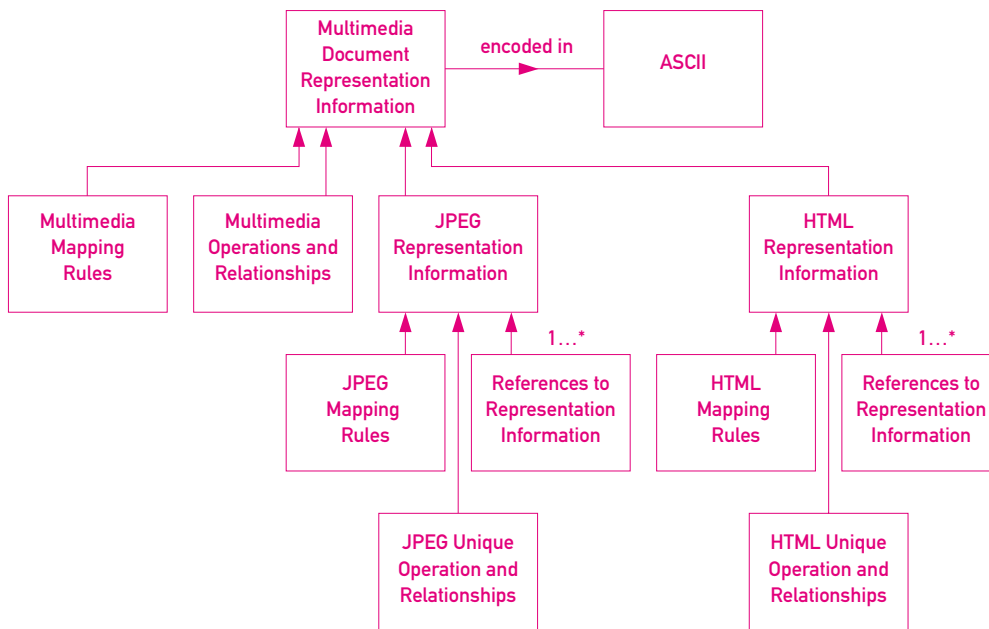 Multimedia
Document
Representation
Information
encoded in
ASCII
Multimedia
Mapping
Rules
Multimedia
Operations and
Relationships
JPEG
Representation
Information
HTML
Representation
Information
1...*
1...*
JPEG
Mapping
Rules
References to
Representation
Information
HTML
Mapping
Rules
References to
Representation
Information
JPEG Unique
Operation and
Relationships
HTML Unique
Operation and
Relationships